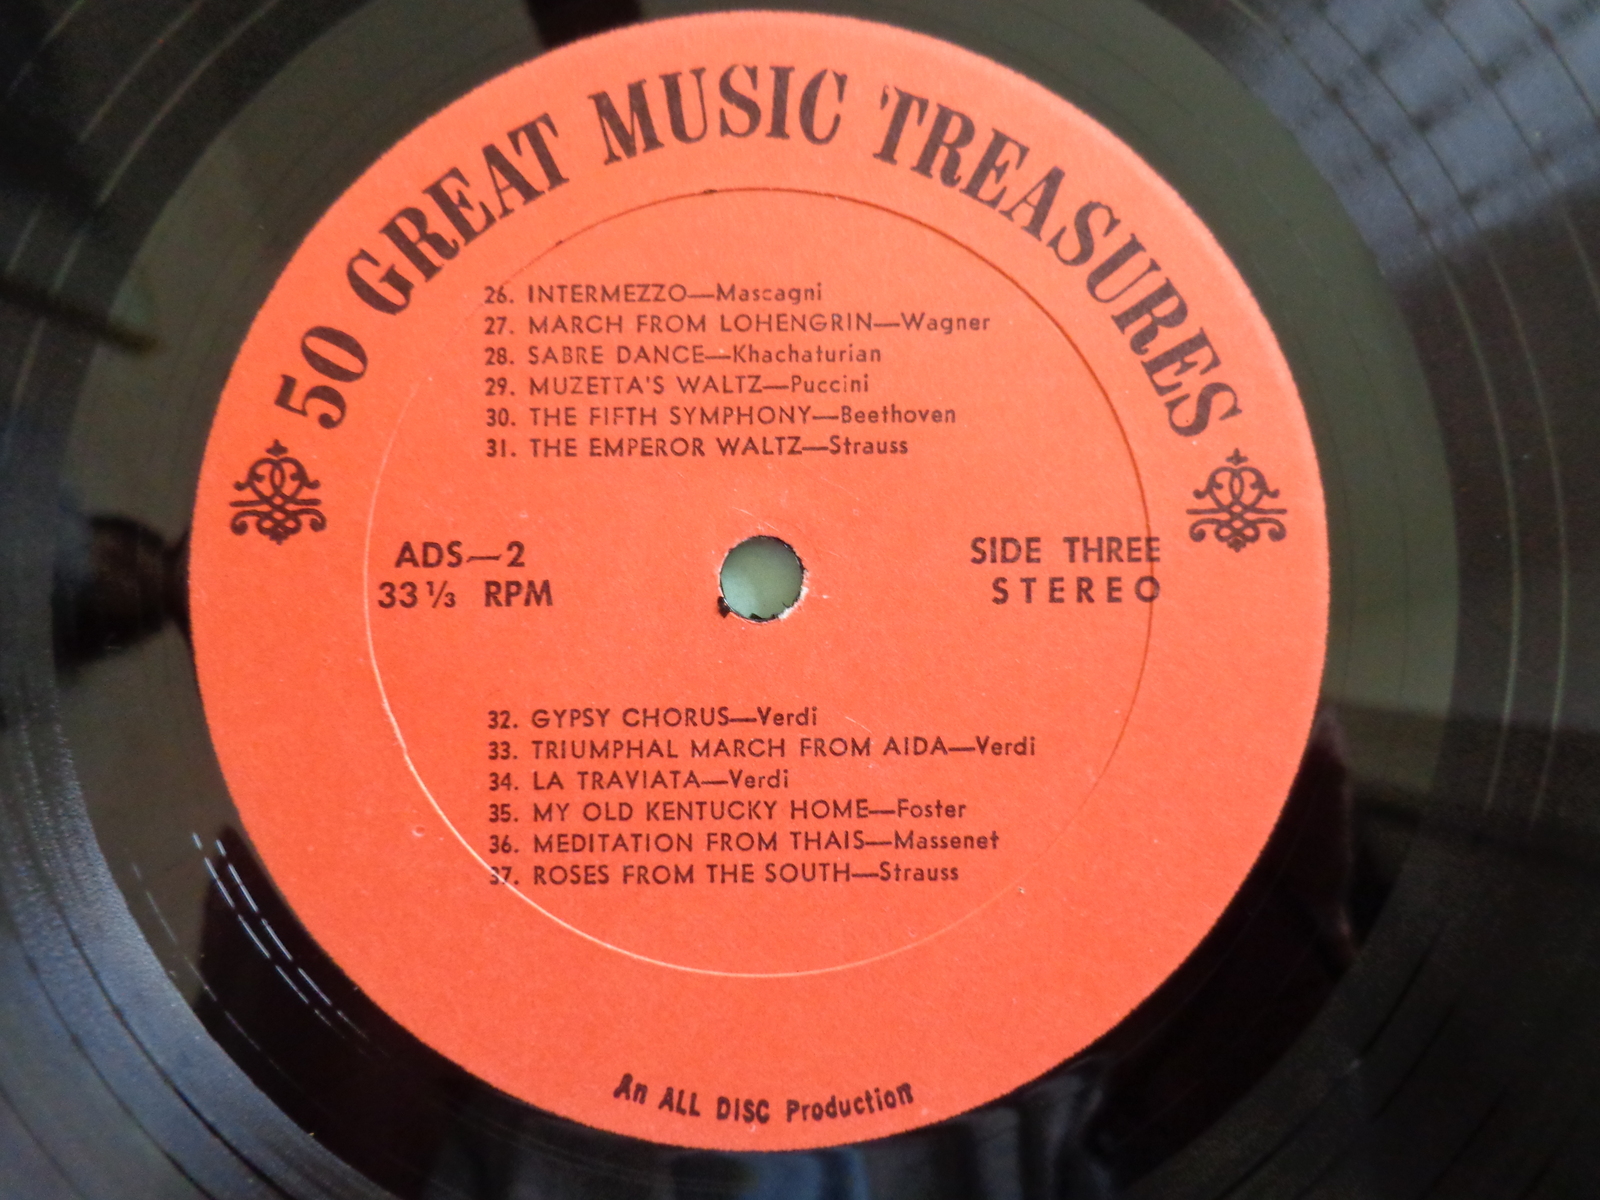 50 GREAT MUSIC TREASURES
26. INTERMEZZO—Mascagni
27. MARCH FROM LOHENGRIN—Wagner
28. SABRE DANCE—Khachaturian
29. MUZETTA'S WALTZ—Puccini
30. THE FIFTH SYMPHONY—Beethoven
31. THE EMPEROR WALTZ—Strauss
ADS—2
33 1/3 RPM
SIDE THREE
STEREO
32. GYPSY CHORUS—Verdi
33. TRIUMPHAL MARCH FROM AIDA—Verdi
34. LA TRAVIATA—Verdi
35. MY OLD KENTUCKY HOME—Foster
36. MEDITATION FROM THAIS—Massenet
37. ROSES FROM THE SOUTH—Strauss
An ALL DISC Production